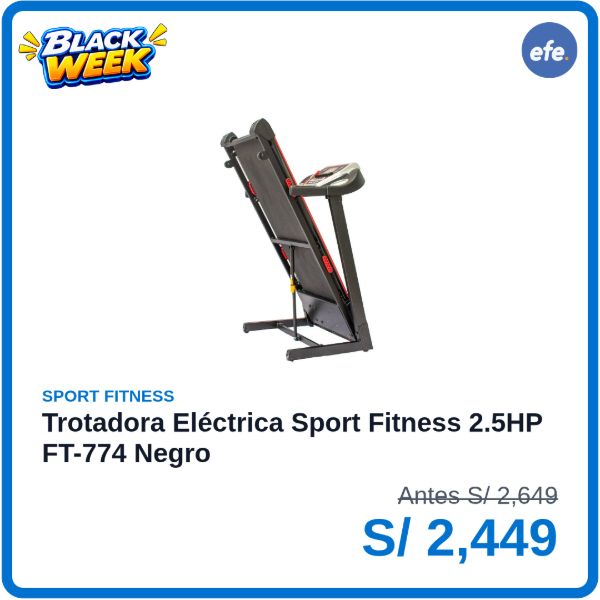 BLACK
WEEK
efe.
SPORT FITNESS
Trotadora Eléctrica Sport Fitness 2.5HP
FT-774 Negro
Antes S/ 2,649
S/ 2,449